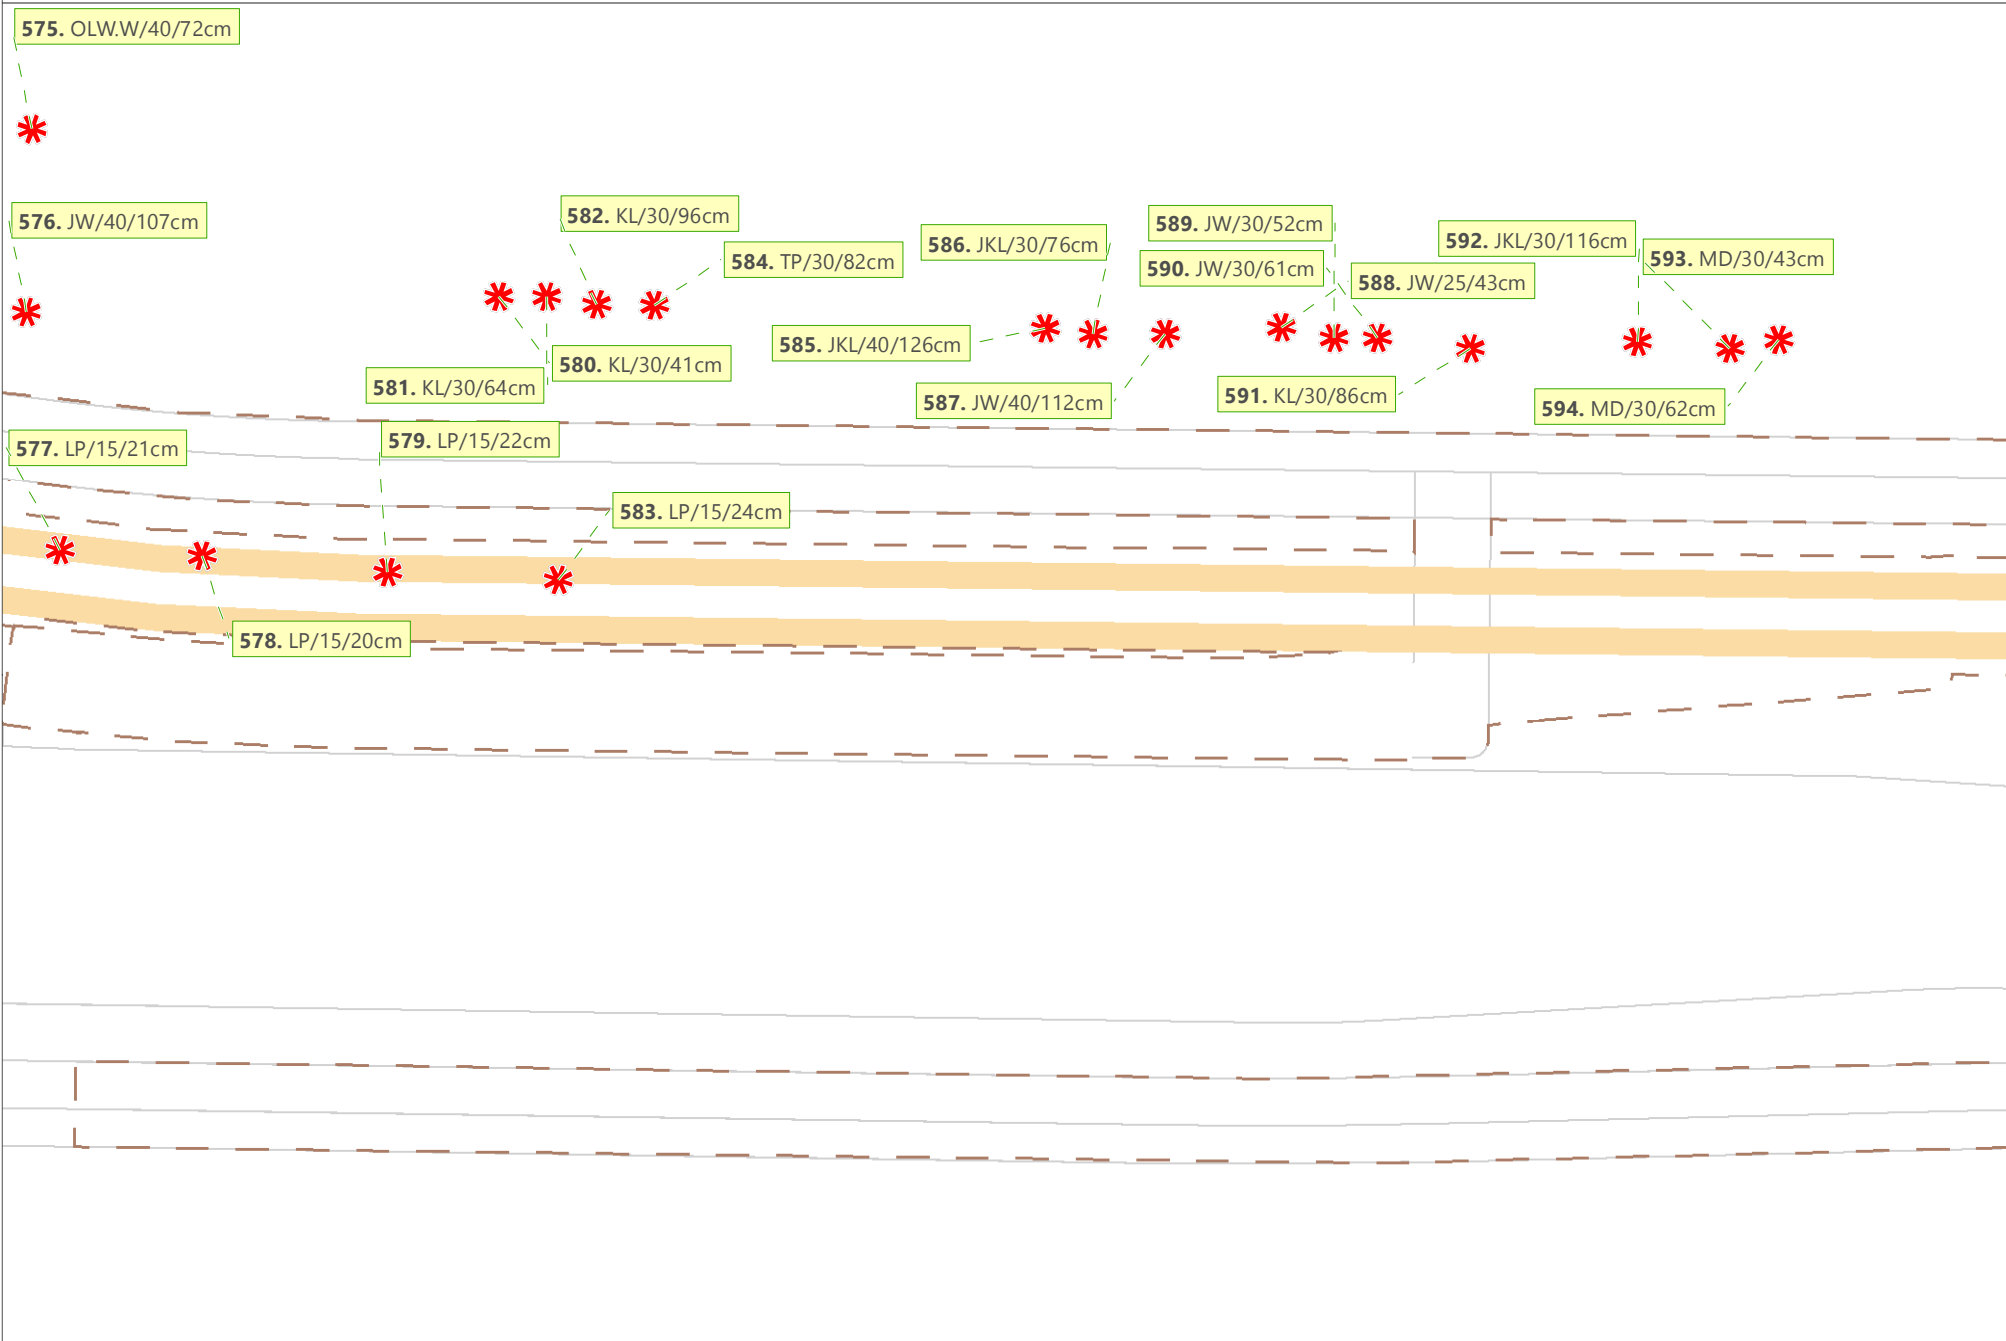 575. OLW.W/40/72cm
576. JW/40/107cm
582. KL/30/96cm
584. TP/30/82cm
586. JKL/30/76cm
589. JW/30/52cm
590. JW/30/61cm
588. JW/25/43cm
592. JKL/30/116cm
593. MD/30/43cm
585. JKL/40/126cm
580. KL/30/41cm
581. KL/30/64cm
587. JW/40/112cm
591. KL/30/86cm
594. MD/30/62cm
577. LP/15/21cm
579. LP/15/22cm
583. LP/15/24cm
578. LP/15/20cm